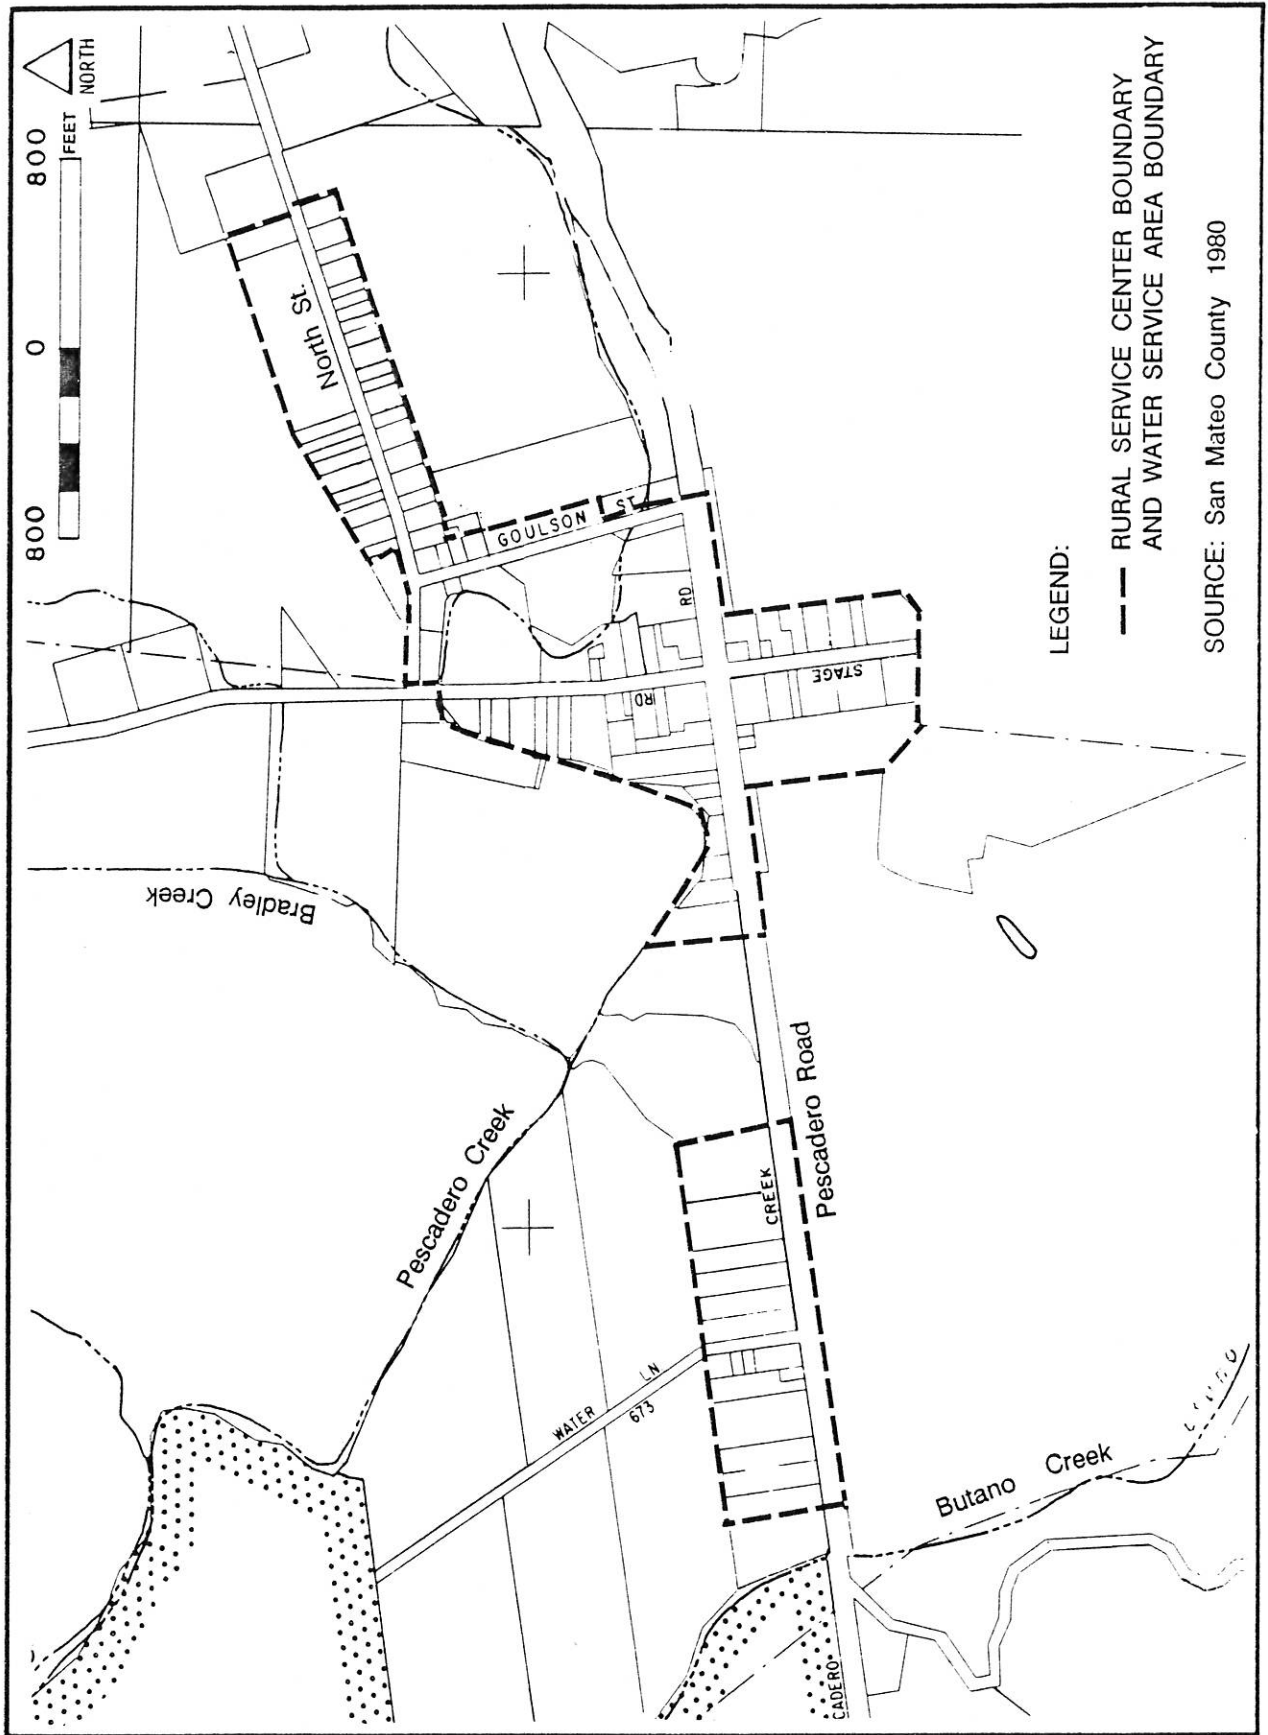 800
0
800
FEET
NORTH
North St.
GOULSON
ST
RD
RD
STAGE
Bradley Creek
Pescadero Creek
WATER LN
673
CREEK
Pescadero Road
Butano Creek
CADERO
LEGEND:
RURAL SERVICE CENTER BOUNDARY
AND WATER SERVICE AREA BOUNDARY
SOURCE: San Mateo County 1980